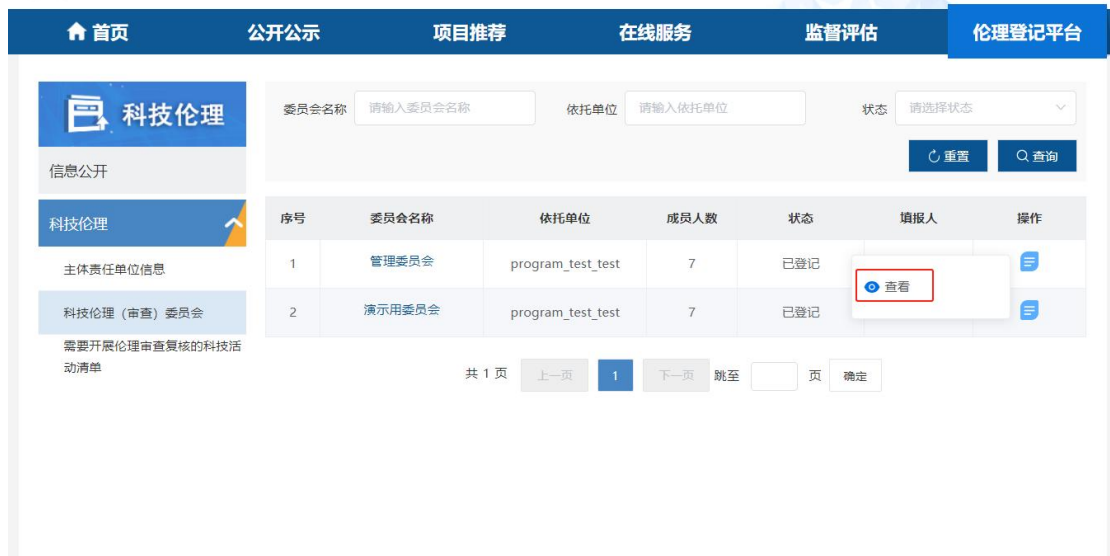 首页 公开公示 项目推荐 在线服务 监督评估 伦理登记平台
科技伦理
信息公开
科技伦理
主体责任单位信息
科技伦理（审查）委员会
需要开展伦理审查复核的科技活
动清单
委员会名称 请输入委员会名称 依托单位 请输入依托单位 状态 请选择状态
重置 查询
序号 委员会名称 依托单位 成员人数 状态 填报人 操作
1 管理委员会 program_test_test 7 已登记
查看
2 演示用委员会 program_test_test 7 已登记
共 1 页 上一页 1 下一页 跳至 页 确定